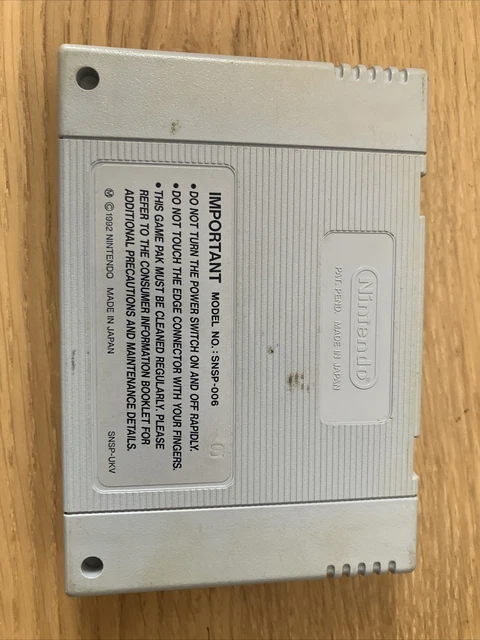 Nintendo®
PAT. PEND. MADE IN JAPAN
IMPORTANT MODEL NO.: SNSP-006
• DO NOT TURN THE POWER SWITCH ON AND OFF RAPIDLY.
• DO NOT TOUCH THE EDGE CONNECTOR WITH YOUR FINGERS.
• THIS GAME PAK MUST BE CLEANED REGULARLY. PLEASE
REFER TO THE CONSUMER INFORMATION BOOKLET FOR
ADDITIONAL PRECAUTIONS AND MAINTENANCE DETAILS.
Ⓜ ©1992 NINTENDO MADE IN JAPAN
SNSP-UKV